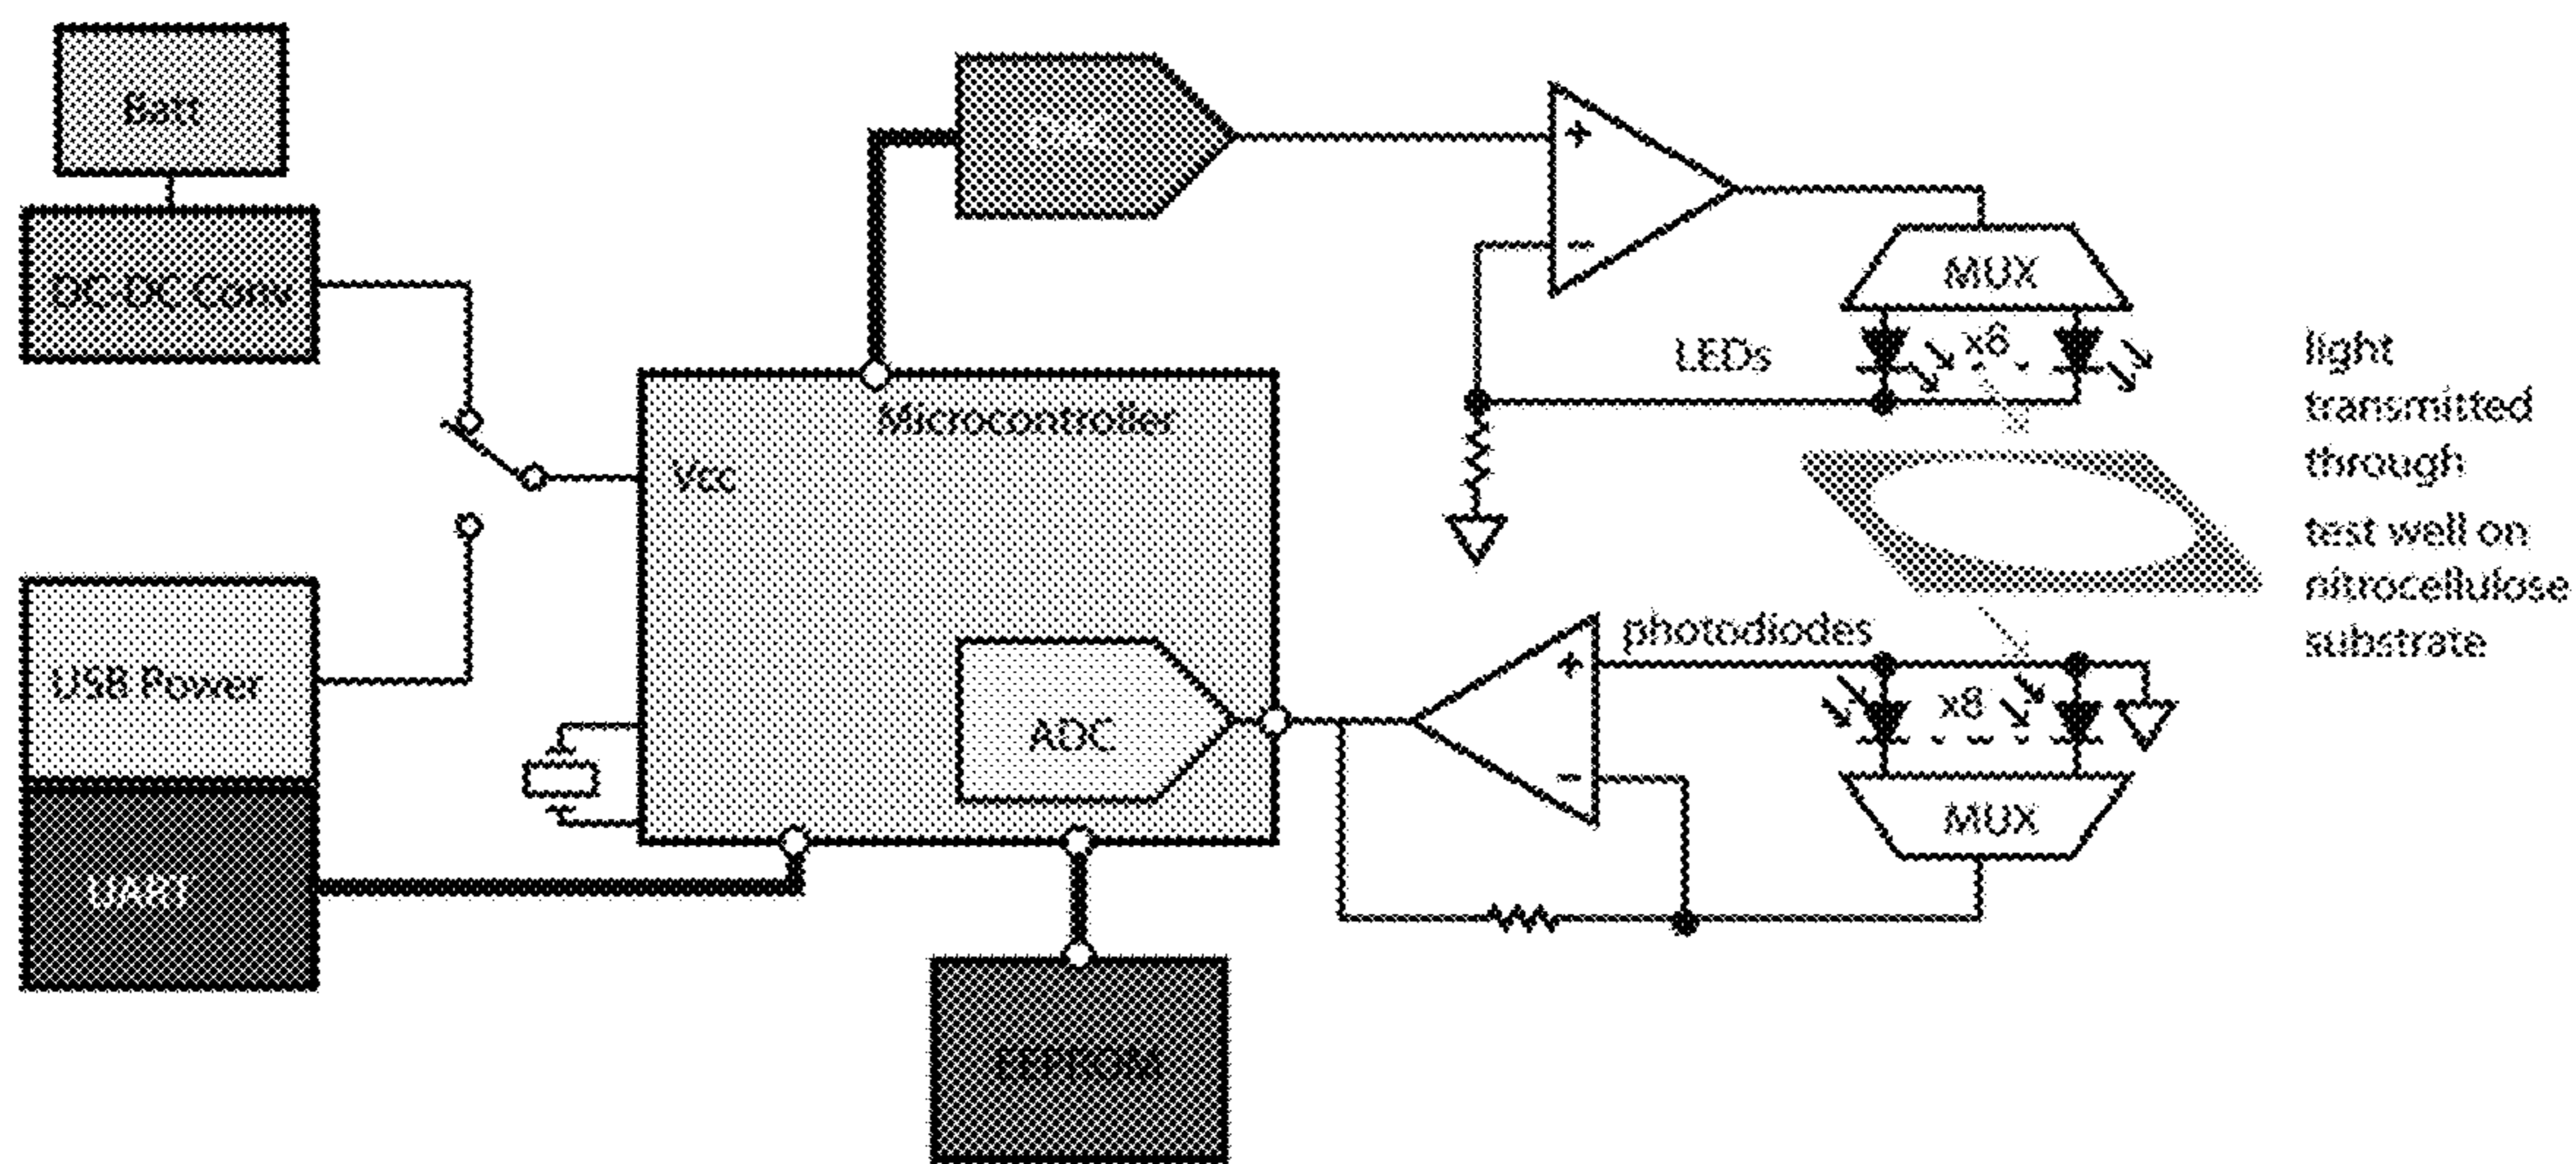 Batt
DC-DC Conv
Microcontroller
Vcc
USB Power
UART
ADC
EEPROM
MUX
LEDs
x8
light
transmitted
through
test well on
nitrocellulose
substrate
+
−
photodiodes
+
−
x8
MUX